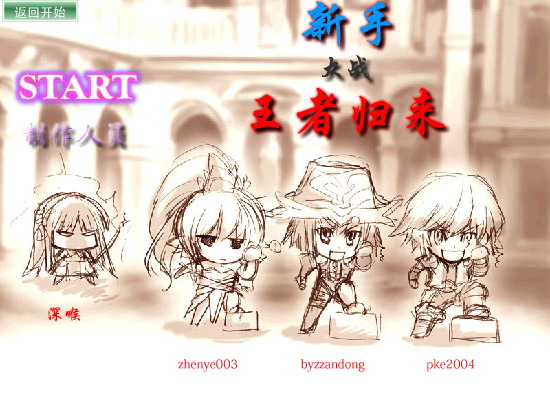 返回开始
新手
大战
START
王者归来
制作人员
深喉
zhenye003
byzzandong
pke2004